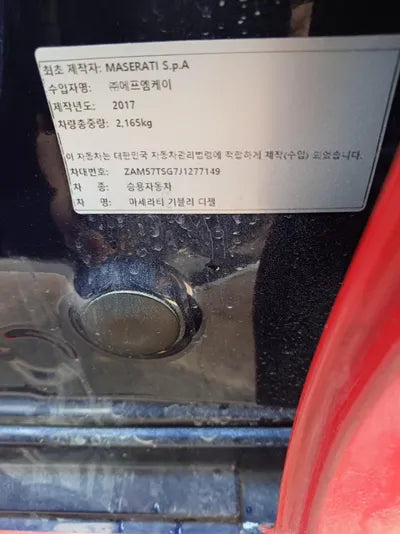 최초 제작자: MASERATI S.p.A
수입자명: ㈜에프엠케이
제작년도: 2017
차량총중량: 2,165kg
이 자동차는 대한민국 자동차관리법령에 적합하게 제작(수입) 되었습니다.
차대번호: ZAM57TSG7J1277149
차 종: 승용자동차
차 명: 마세라티 기블리 디젤